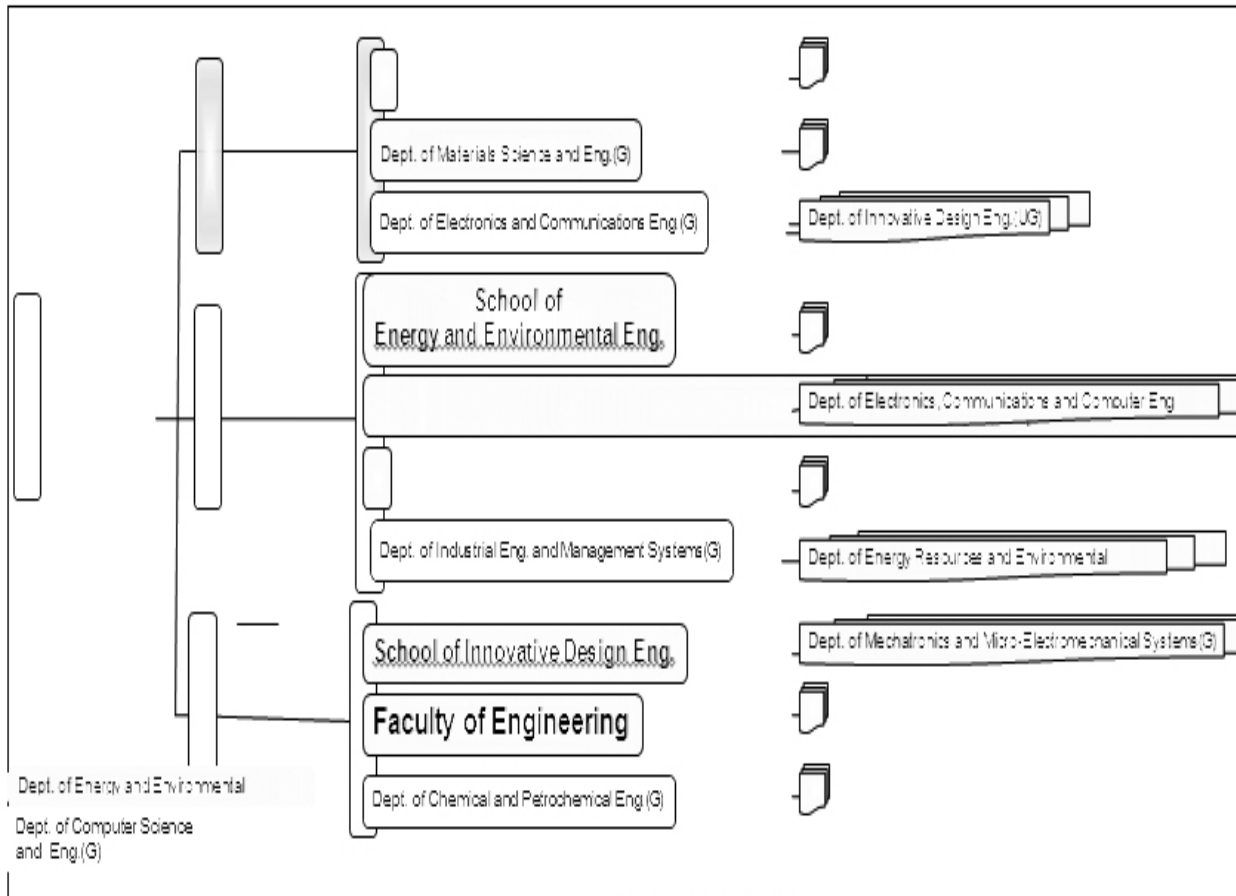 Dept. of Materials Science and Eng.(G)
Dept. of Electronics and Communications Eng.(G)
Dept. of Innovative Design Eng.(UG)
School of
Energy and Environmental Eng.
Dept. of Electronics, Communications and Computer Eng
Dept. of Industrial Eng. and Management Systems(G)
Dept. of Energy Resources and Environmental
School of Innovative Design Eng.
Dept. of Mechatronics and Micro-Electromechanical Systems(G)
Faculty of Engineering
Dept. of Energy and Environmental
Dept. of Chemical and Petrochemical Eng.(G)
Dept. of Computer Science
and Eng.(G)